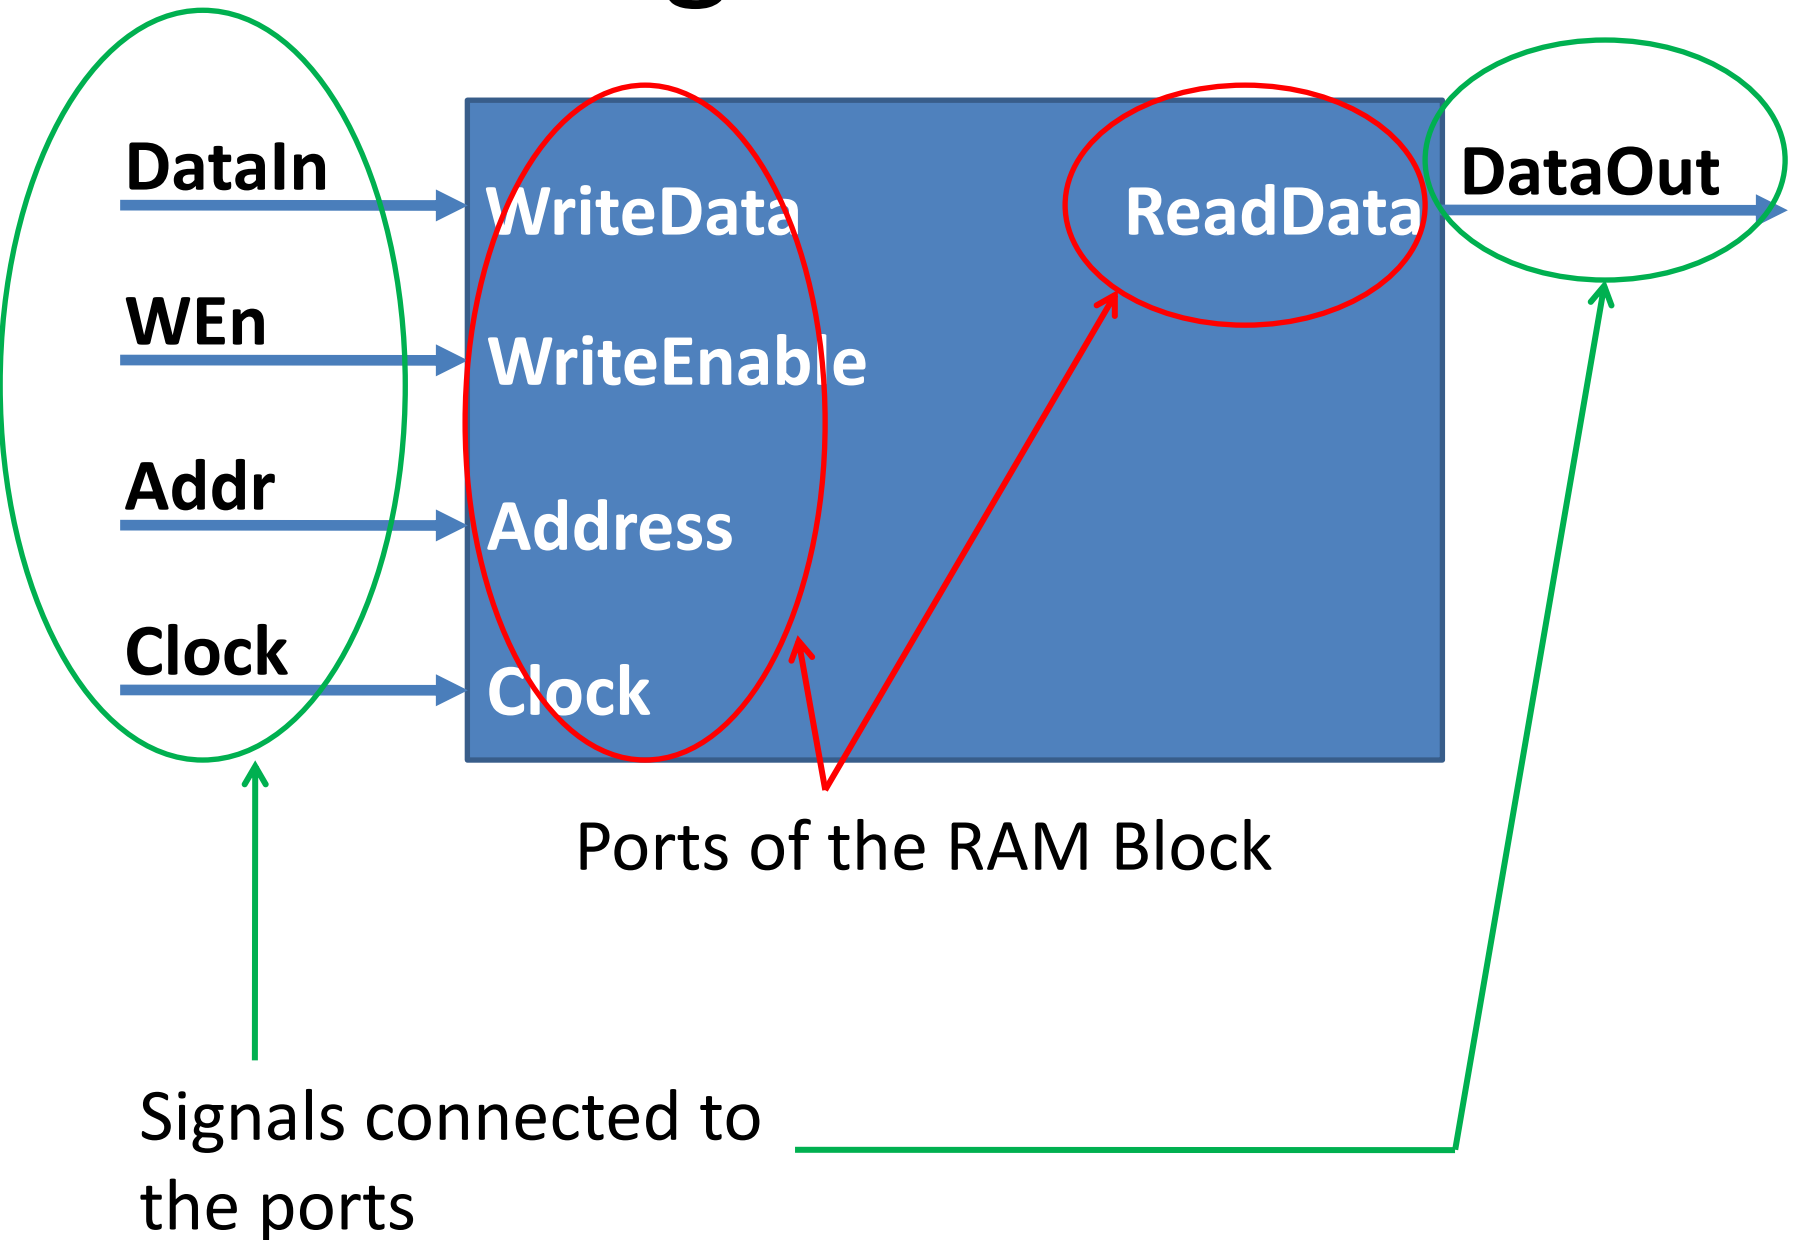 DataIn
WriteData
ReadData
DataOut
WEn
WriteEnable
Addr
Address
Clock
Clock
Ports of the RAM Block
Signals connected to
the ports